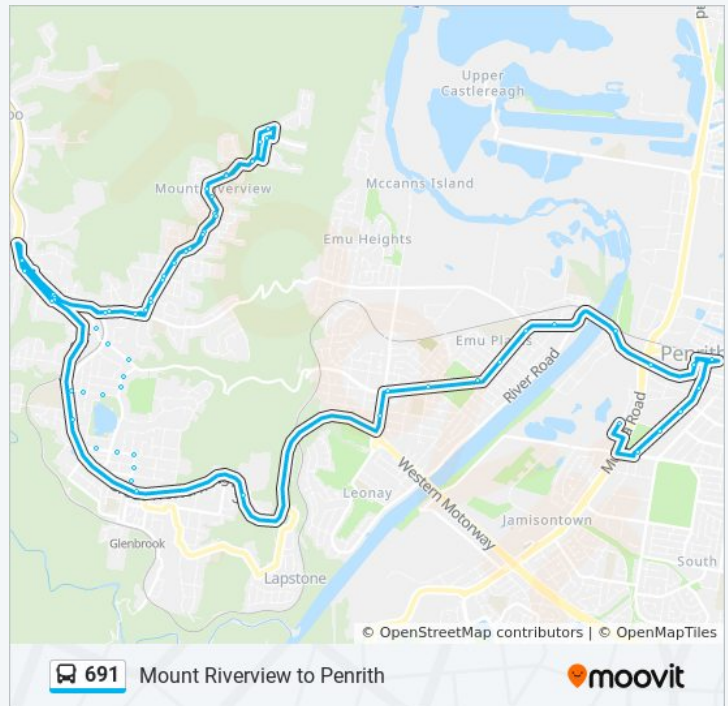 Upper
Castlereagh
Mccanns Island
Mount Riverview
Emu Heights
Emu Plains
Penrith
River Road
Leonay
Western Motorway
Jamisontown
Glenbrook
South
Lapstone
© OpenStreetMap contributors | © OpenMapTiles
691 Mount Riverview to Penrith
moovit